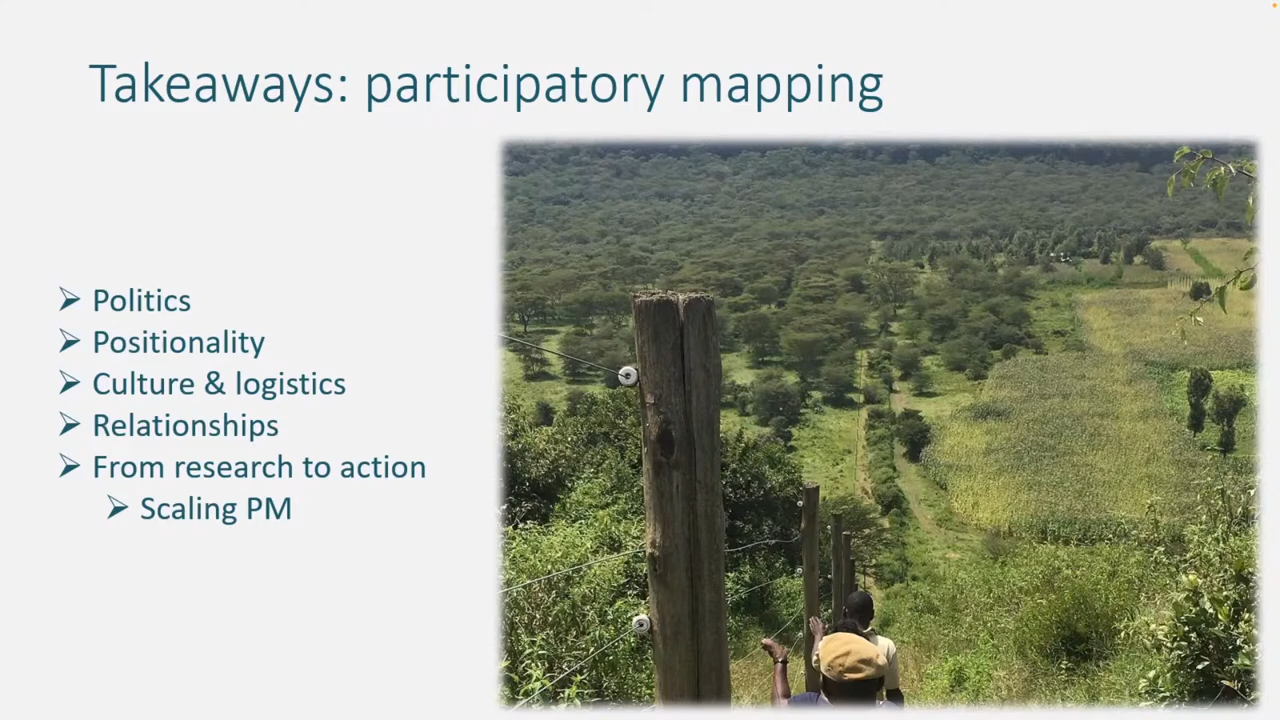 Takeaways: participatory mapping
Politics
Positionality
Culture & logistics
Relationships
From research to action
Scaling PM